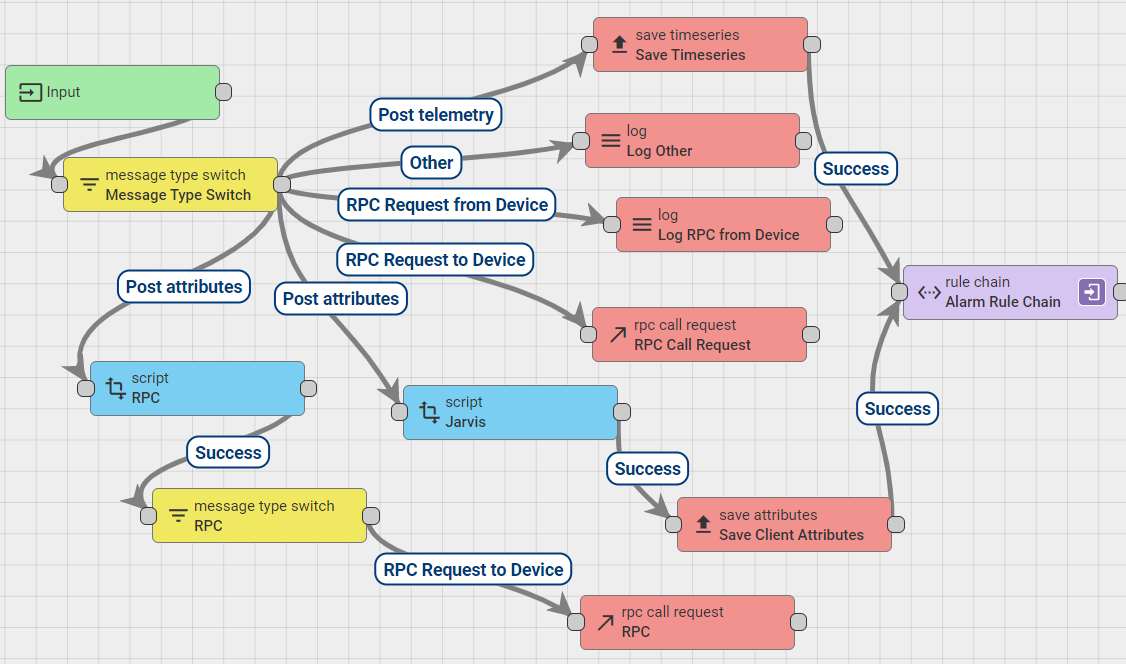 save timeseries
Save Timeseries
Input
Post telemetry
log
Log Other
Other
Success
message type switch
Message Type Switch
RPC Request from Device
log
Log RPC from Device
RPC Request to Device
Post attributes
Post attributes
rule chain
Alarm Rule Chain
rpc call request
RPC Call Request
script
RPC
script
Jarvis
Success
Success
Success
message type switch
RPC
save attributes
Save Client Attributes
RPC Request to Device
rpc call request
RPC